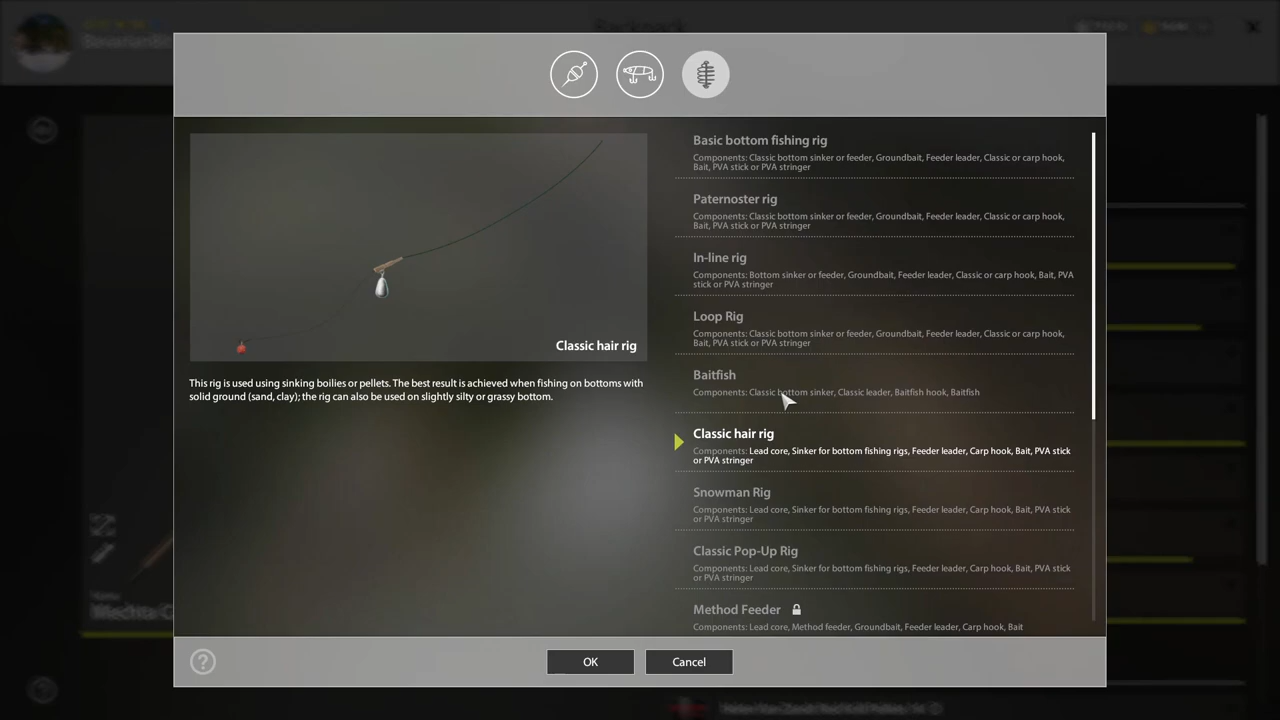 Basic bottom fishing rig
Components: Classic bottom sinker or feeder, Groundbait, Feeder leader, Classic or carp hook,
Bait, PVA stick or PVA stringer
Paternoster rig
Components: Classic bottom sinker or feeder, Groundbait, Feeder leader, Classic or carp hook,
Bait, PVA stick or PVA stringer
In-line rig
Components: Bottom sinker or feeder, Groundbait, Feeder leader, Classic or carp hook, Bait, PVA
stick or PVA stringer
Loop Rig
Components: Classic bottom sinker or feeder, Groundbait, Feeder leader, Classic or carp hook,
Bait, PVA stick or PVA stringer
Classic hair rig
This rig is used using sinking boilies or pellets. The best result is achieved when fishing on bottoms with
solid ground (sand, clay); the rig can also be used on slightly silty or grassy bottom.
Baitfish
Components: Classic bottom sinker, Classic leader, Baitfish hook, Baitfish
Classic hair rig
Components: Lead core, Sinker for bottom fishing rigs, Feeder leader, Carp hook, Bait, PVA stick
or PVA stringer
Snowman Rig
Components: Lead core, Sinker for bottom fishing rigs, Feeder leader, Carp hook, Bait, PVA stick
or PVA stringer
Classic Pop-Up Rig
Components: Lead core, Sinker for bottom fishing rigs, Feeder leader, Carp hook, Bait, PVA stick
or PVA stringer
Method Feeder
Components: Lead core, Method feeder, Groundbait, Feeder leader, Carp hook, Bait
?
OK
Cancel